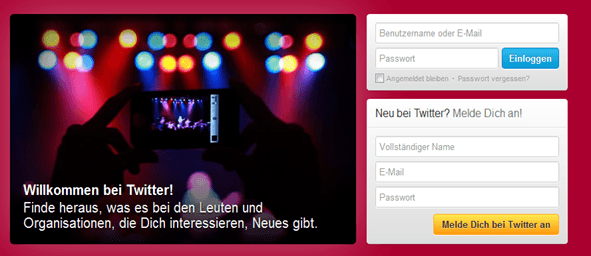 Willkommen bei Twitter!
Finde heraus, was es bei den Leuten und
Organisationen, die Dich interessieren, Neues gibt.
Benutzername oder E-Mail
Passwort
Einloggen
Angemeldet bleiben · Passwort vergessen?
Neu bei Twitter? Melde Dich an!
Vollständiger Name
E-Mail
Passwort
Melde Dich bei Twitter an